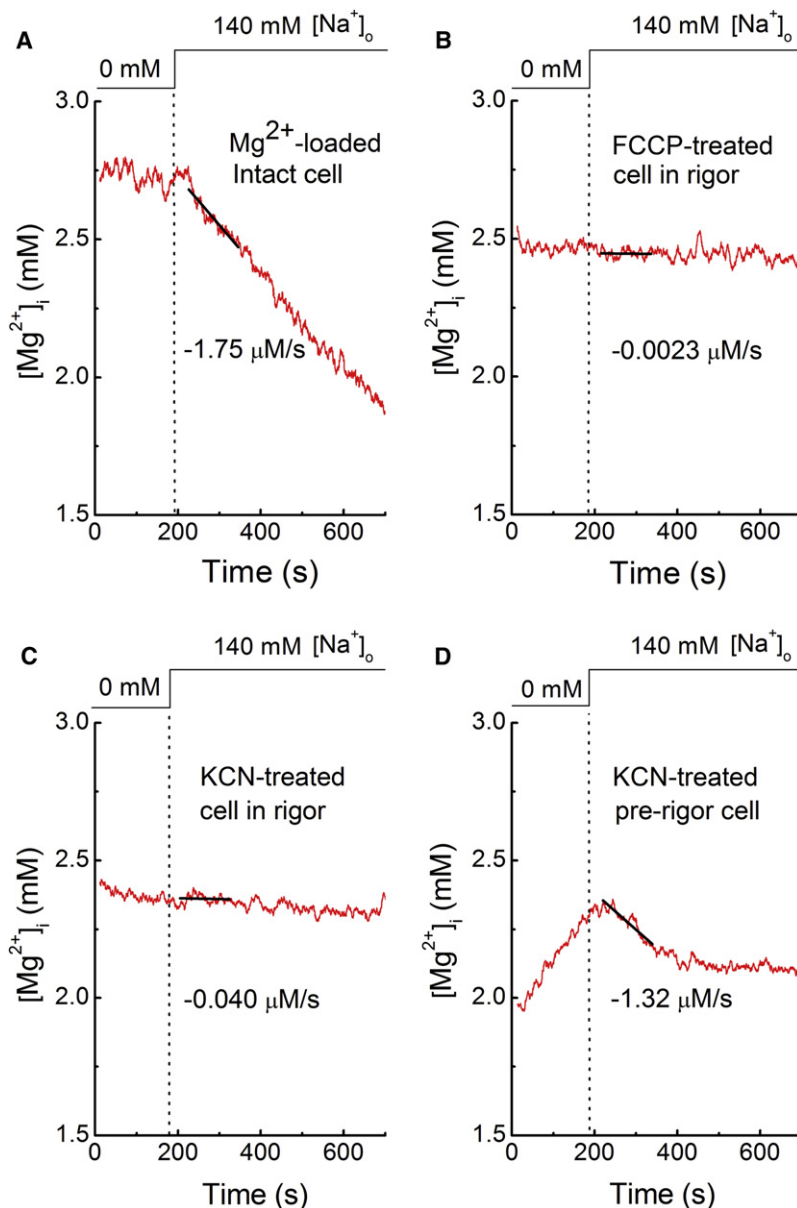 A
140 mM [Na+]o
0 mM
3.0
2.5
2.0
1.5
[Mg2+]i (mM)
Mg2+-loaded
Intact cell
-1.75 μM/s
0 200 400 600
Time (s)
B
140 mM [Na+]o
0 mM
3.0
2.5
2.0
1.5
[Mg2+]i (mM)
FCCP-treated
cell in rigor
-0.0023 μM/s
0 200 400 600
Time (s)
C
140 mM [Na+]o
0 mM
3.0
2.5
2.0
1.5
[Mg2+]i (mM)
KCN-treated
cell in rigor
-0.040 μM/s
0 200 400 600
Time (s)
D
140 mM [Na+]o
0 mM
3.0
2.5
2.0
1.5
[Mg2+]i (mM)
KCN-treated
pre-rigor cell
-1.32 μM/s
0 200 400 600
Time (s)